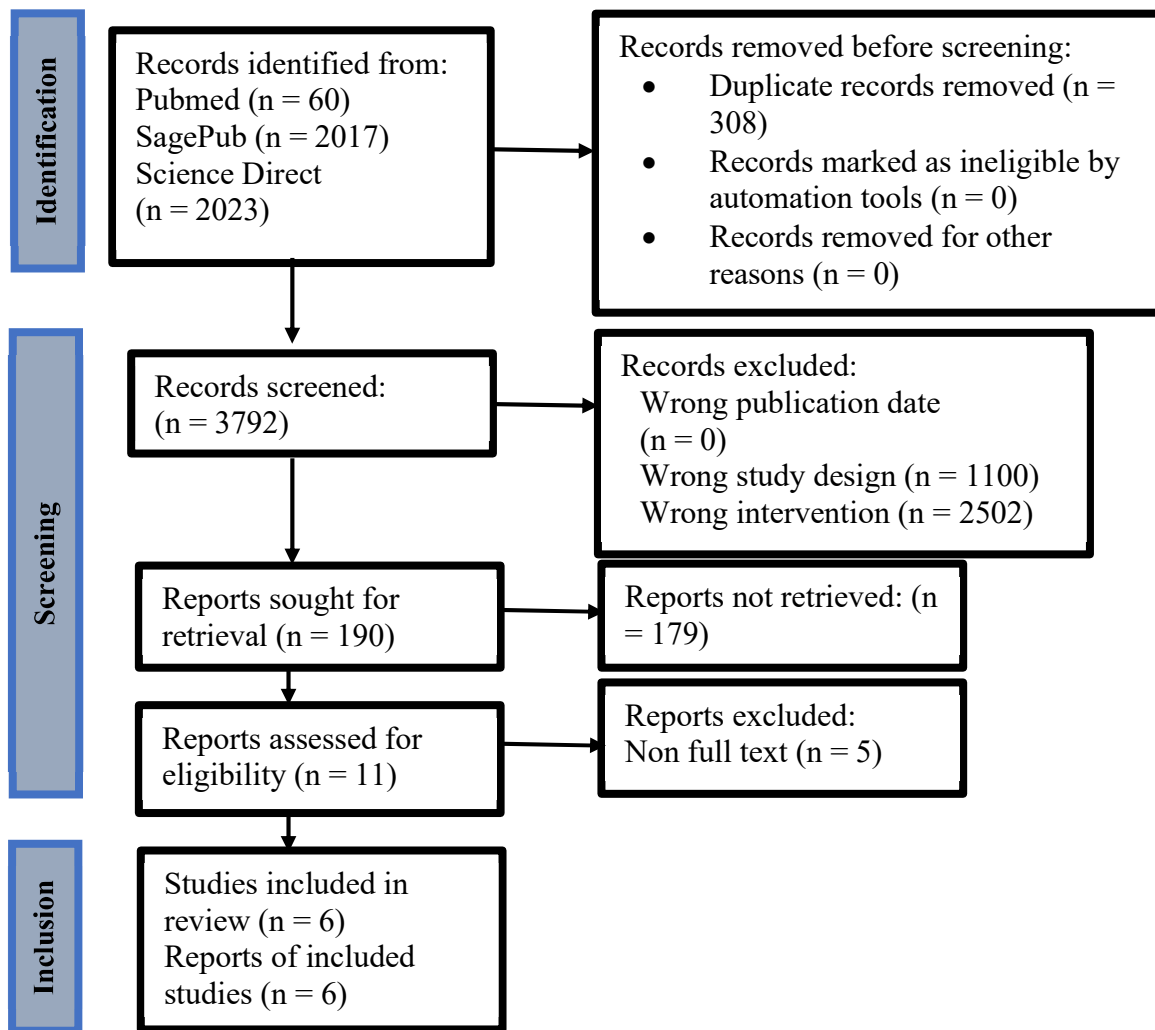 Identification
Records identified from:
Pubmed (n = 60)
SagePub (n = 2017)
Science Direct
(n = 2023)
Records removed before screening:
• Duplicate records removed (n =
308)
• Records marked as ineligible by
automation tools (n = 0)
• Records removed for other
reasons (n = 0)
Screening
Records screened:
(n = 3792)
Records excluded:
Wrong publication date
(n = 0)
Wrong study design (n = 1100)
Wrong intervention (n = 2502)
Reports sought for
retrieval (n = 190)
Reports not retrieved: (n
= 179)
Reports assessed for
eligibility (n = 11)
Reports excluded:
Non full text (n = 5)
Inclusion
Studies included in
review (n = 6)
Reports of included
studies (n = 6)